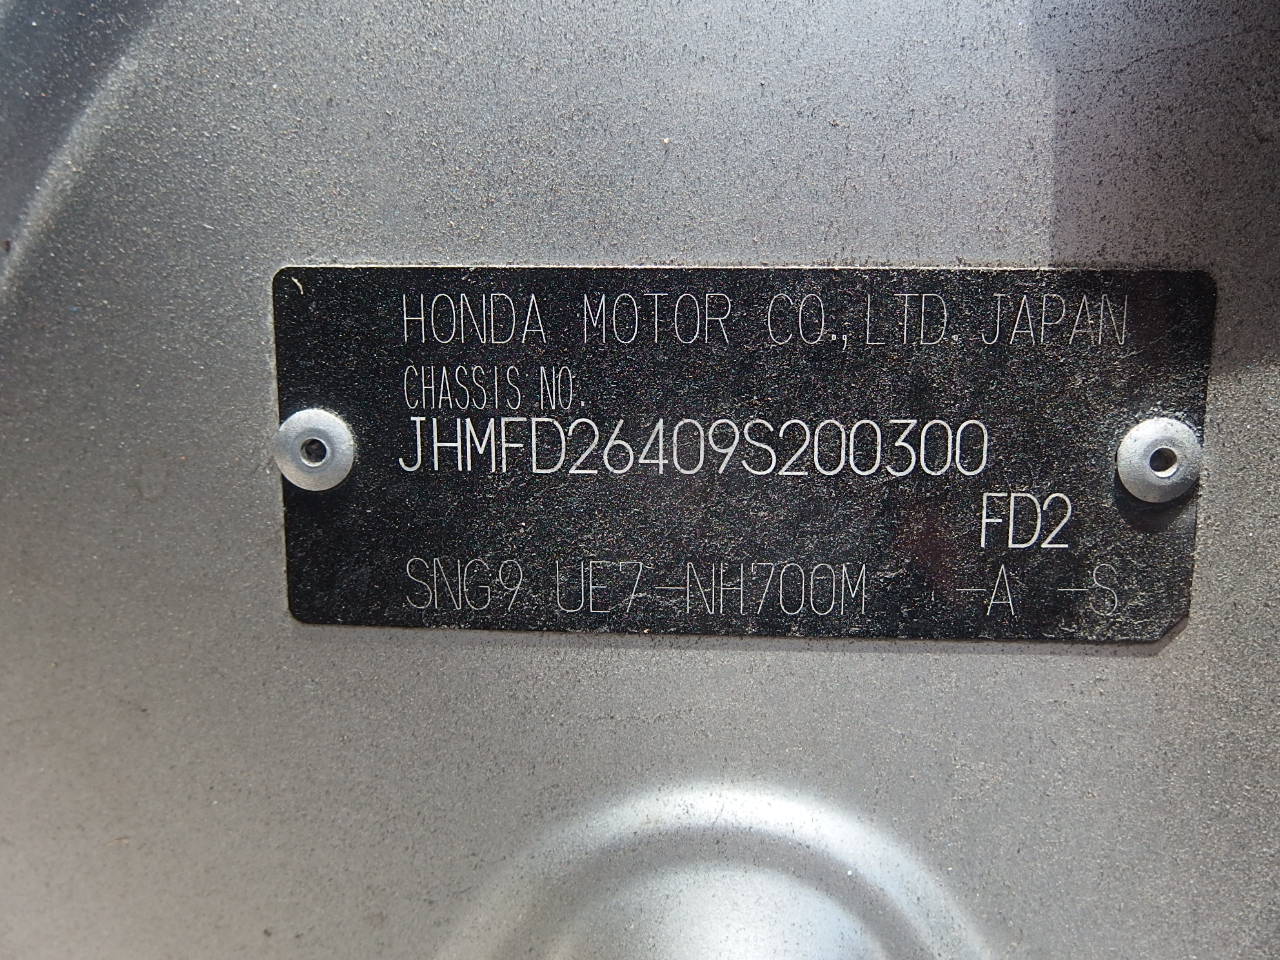 HONDA MOTOR CO.,LTD.JAPAN
CHASSIS NO.
JHMFD26409S200300
FD2
SNG9 UE7-NH700M -A -S